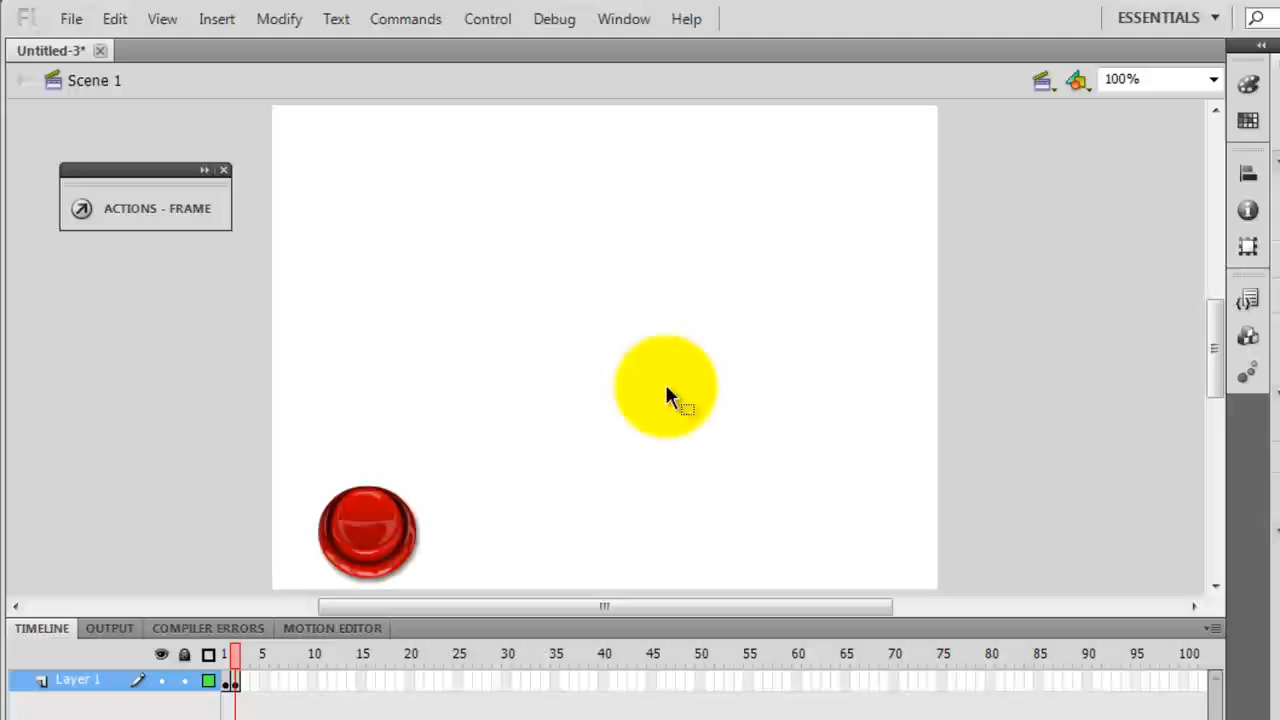 FL File Edit View Insert Modify Text Commands Control Debug Window Help ESSENTIALS
Untitled-3*
Scene 1 100%
ACTIONS - FRAME
TIMELINE OUTPUT COMPILER ERRORS MOTION EDITOR
1 5 10 15 20 25 30 35 40 45 50 55 60 65 70 75 80 85 90 95 100
Layer 1